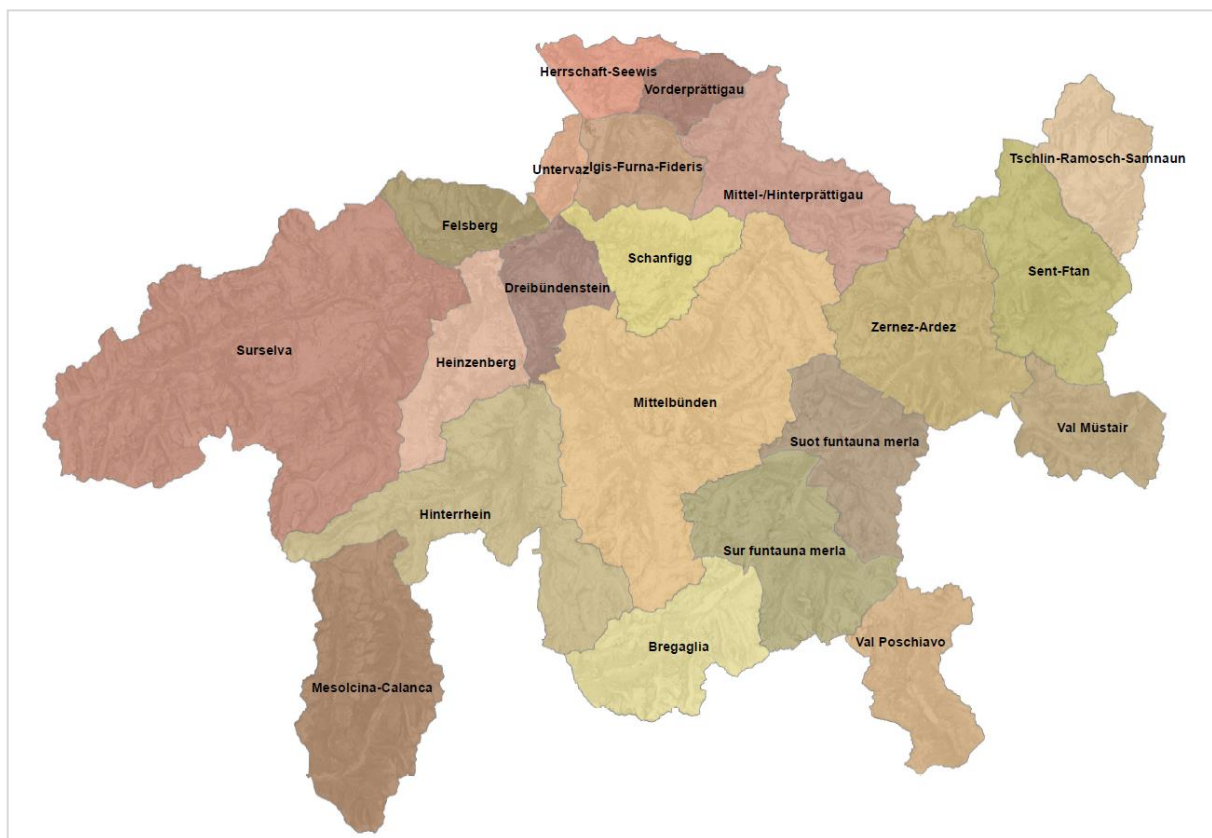 Herrschaft-Seewis
Vorderprättigau
Tschlin-Ramosch-Samnaun
Untervaz
Igis-Furna-Fideris
Mittel-/Hinterprättigau
Felsberg
Schanfigg
Sent-Ftan
Dreibündenstein
Zernez-Ardez
Surselva
Heinzenberg
Mittelbünden
Val Müstair
Suot funtauna merla
Hinterrhein
Sur funtauna merla
Val Poschiavo
Bregaglia
Mesolcina-Calanca